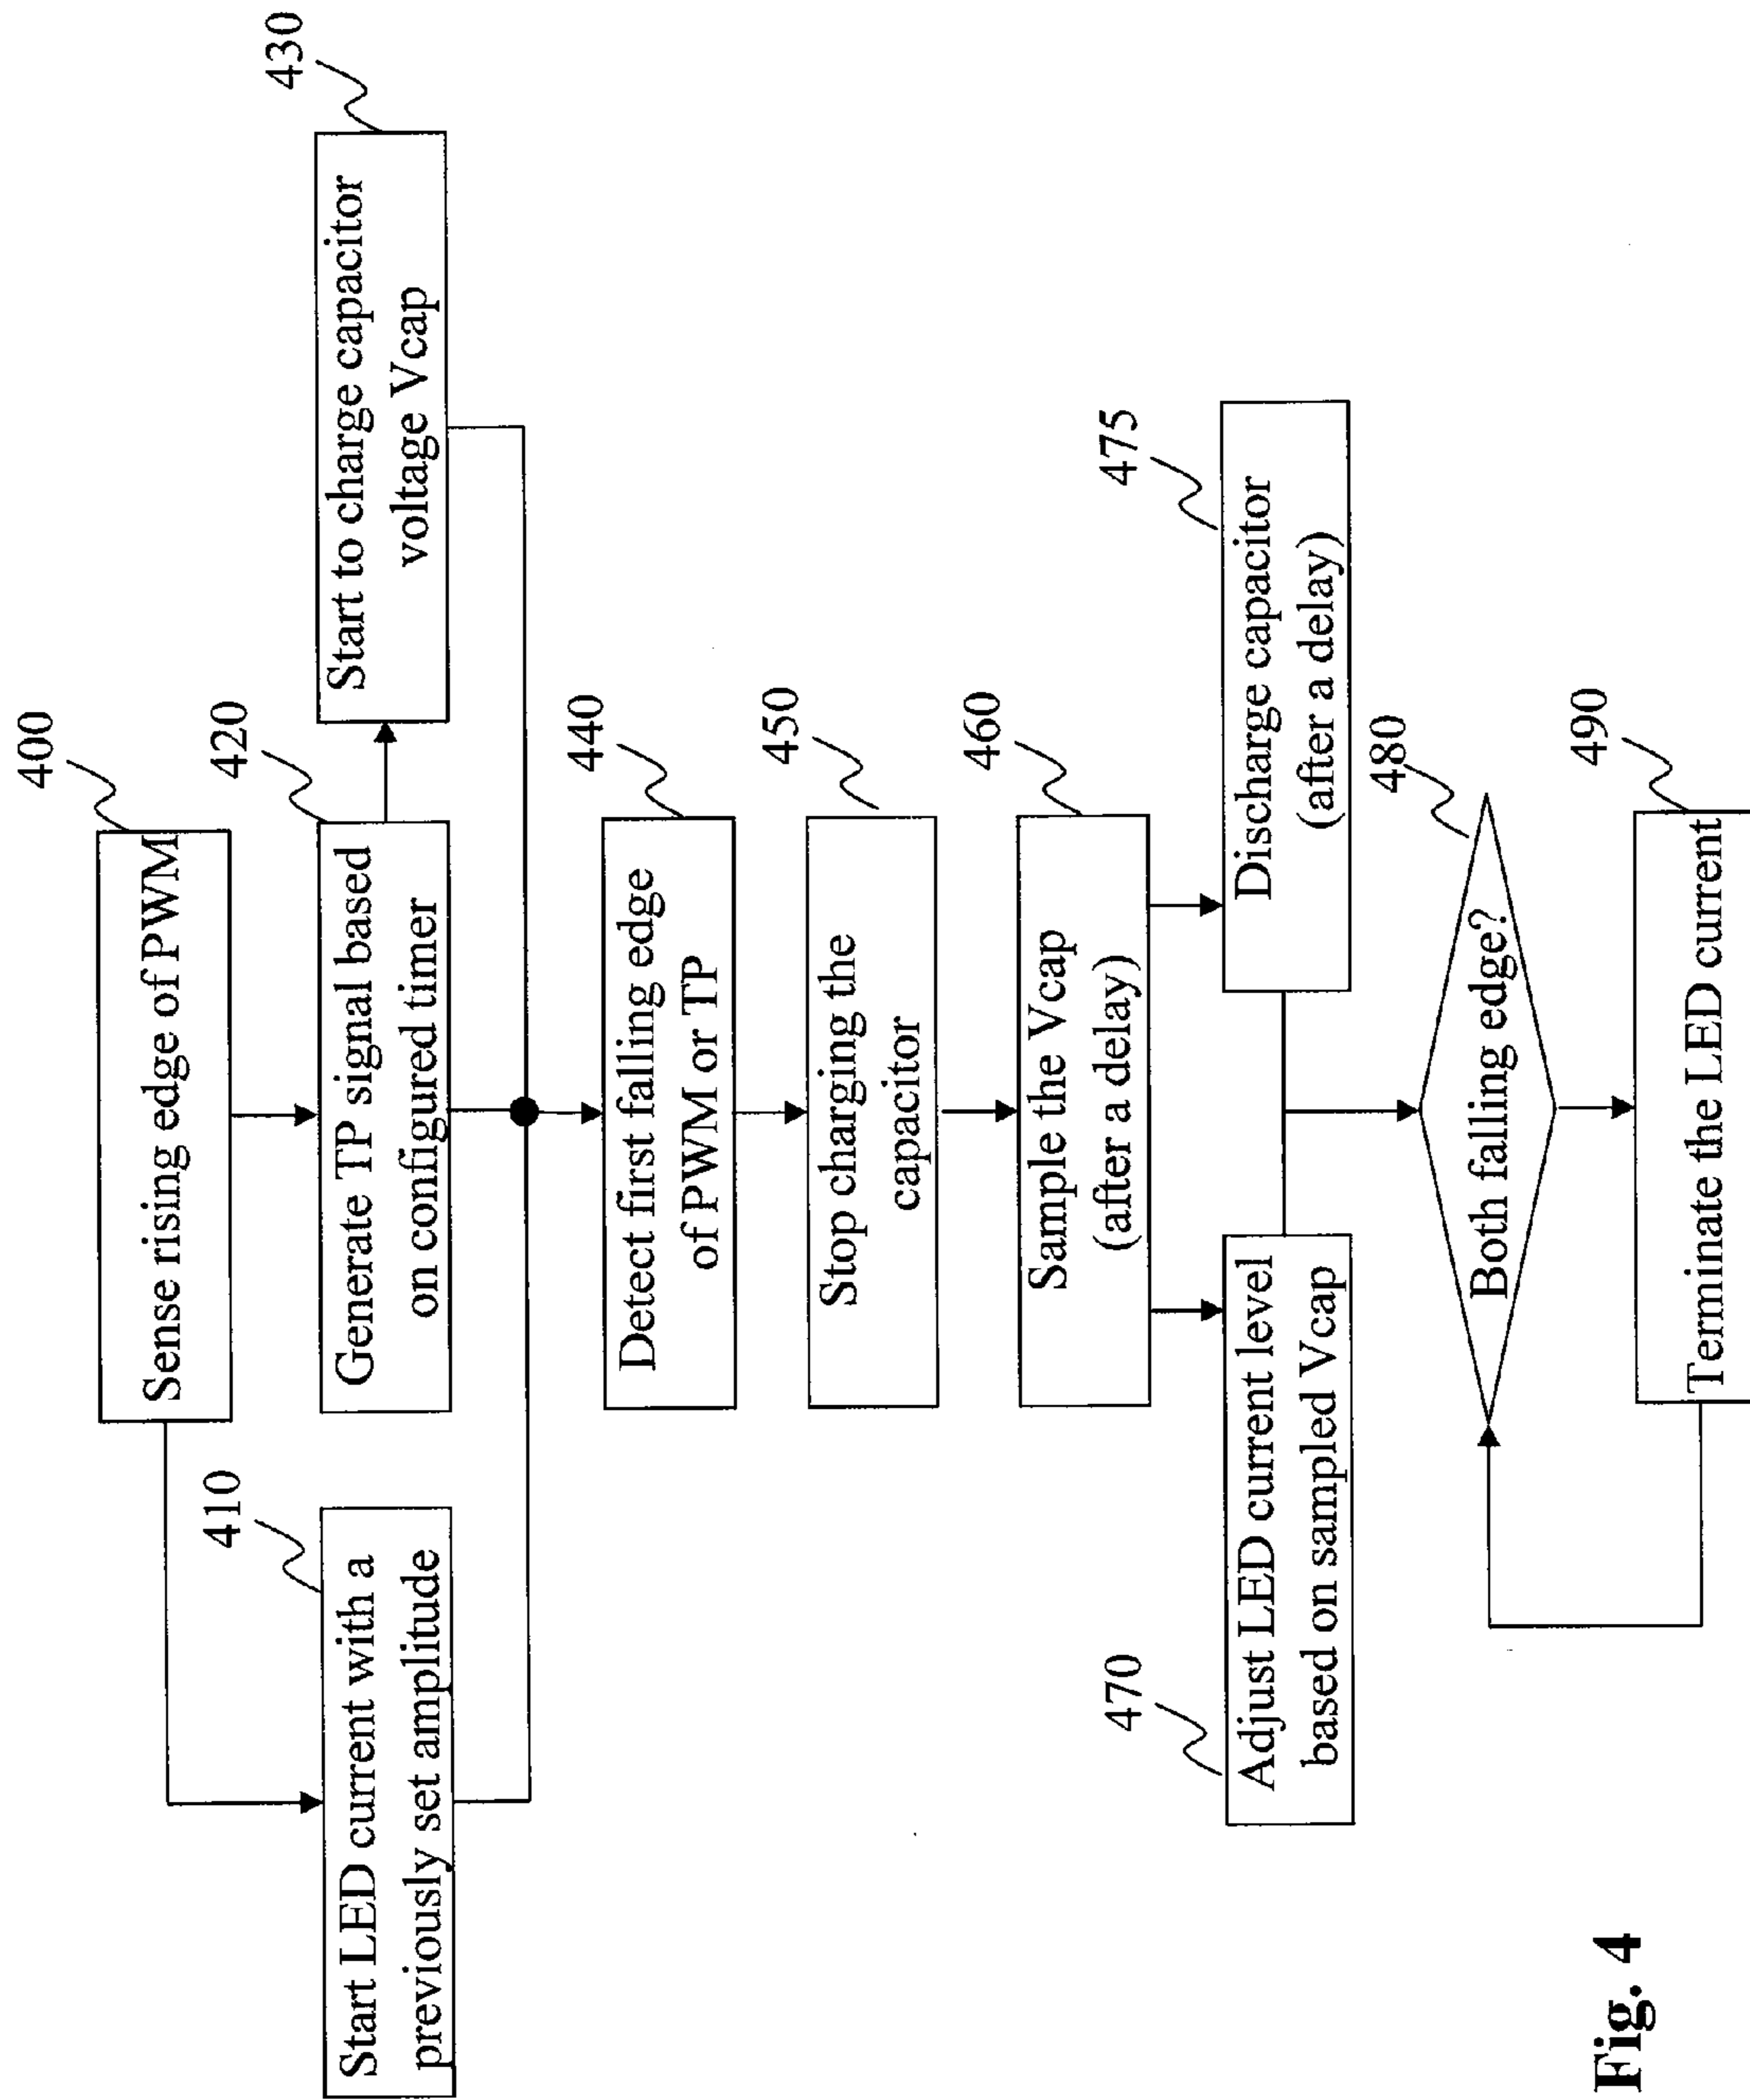 400
Sense rising edge of PWM
410
Start LED current with a
previously set amplitude
420
Generate TP signal based
on configured timer
430
Start to charge capacitor
voltage Vcap
440
Detect first falling edge
of PWM or TP
450
Stop charging the
capacitor
460
Sample the Vcap
(after a delay)
470
Adjust LED current level
based on sampled Vcap
475
Discharge capacitor
(after a delay)
480
Both falling edge?
490
Terminate the LED current
Fig. 4